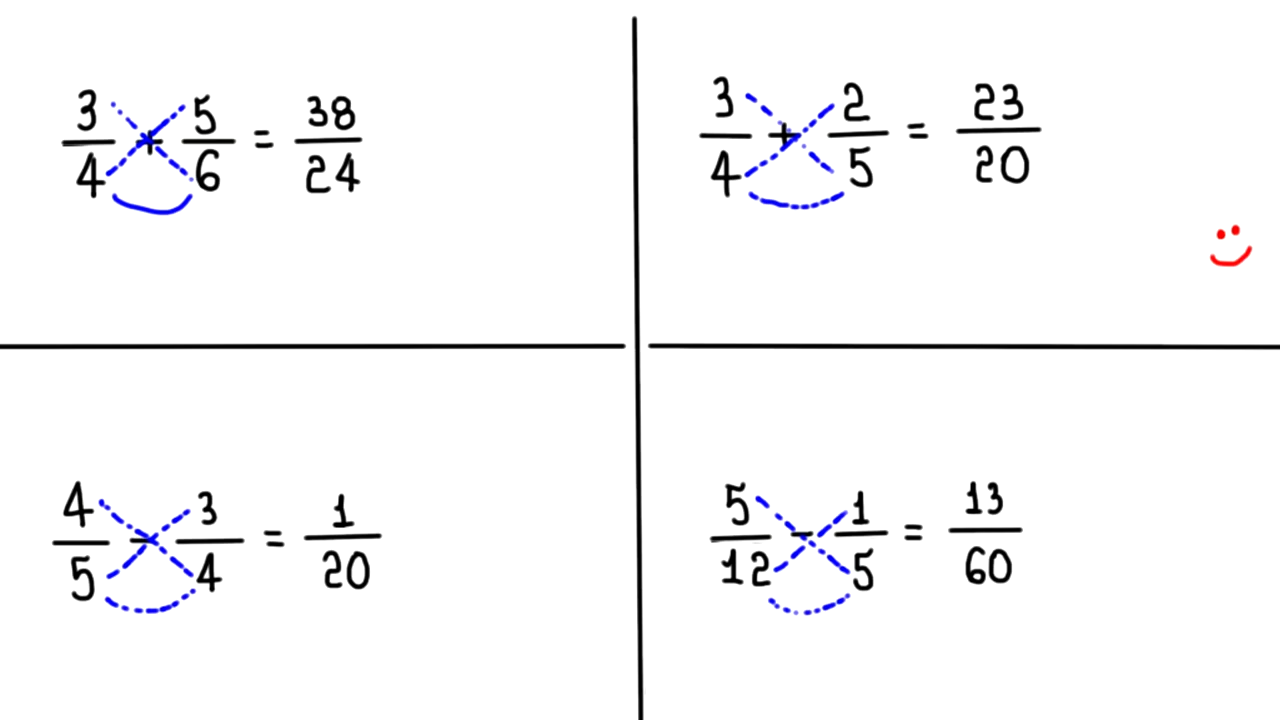 3/4 + 5/6 = 38/24
3/4 + 2/5 = 23/20
4/5 - 3/4 = 1/20
5/12 - 1/5 = 13/60